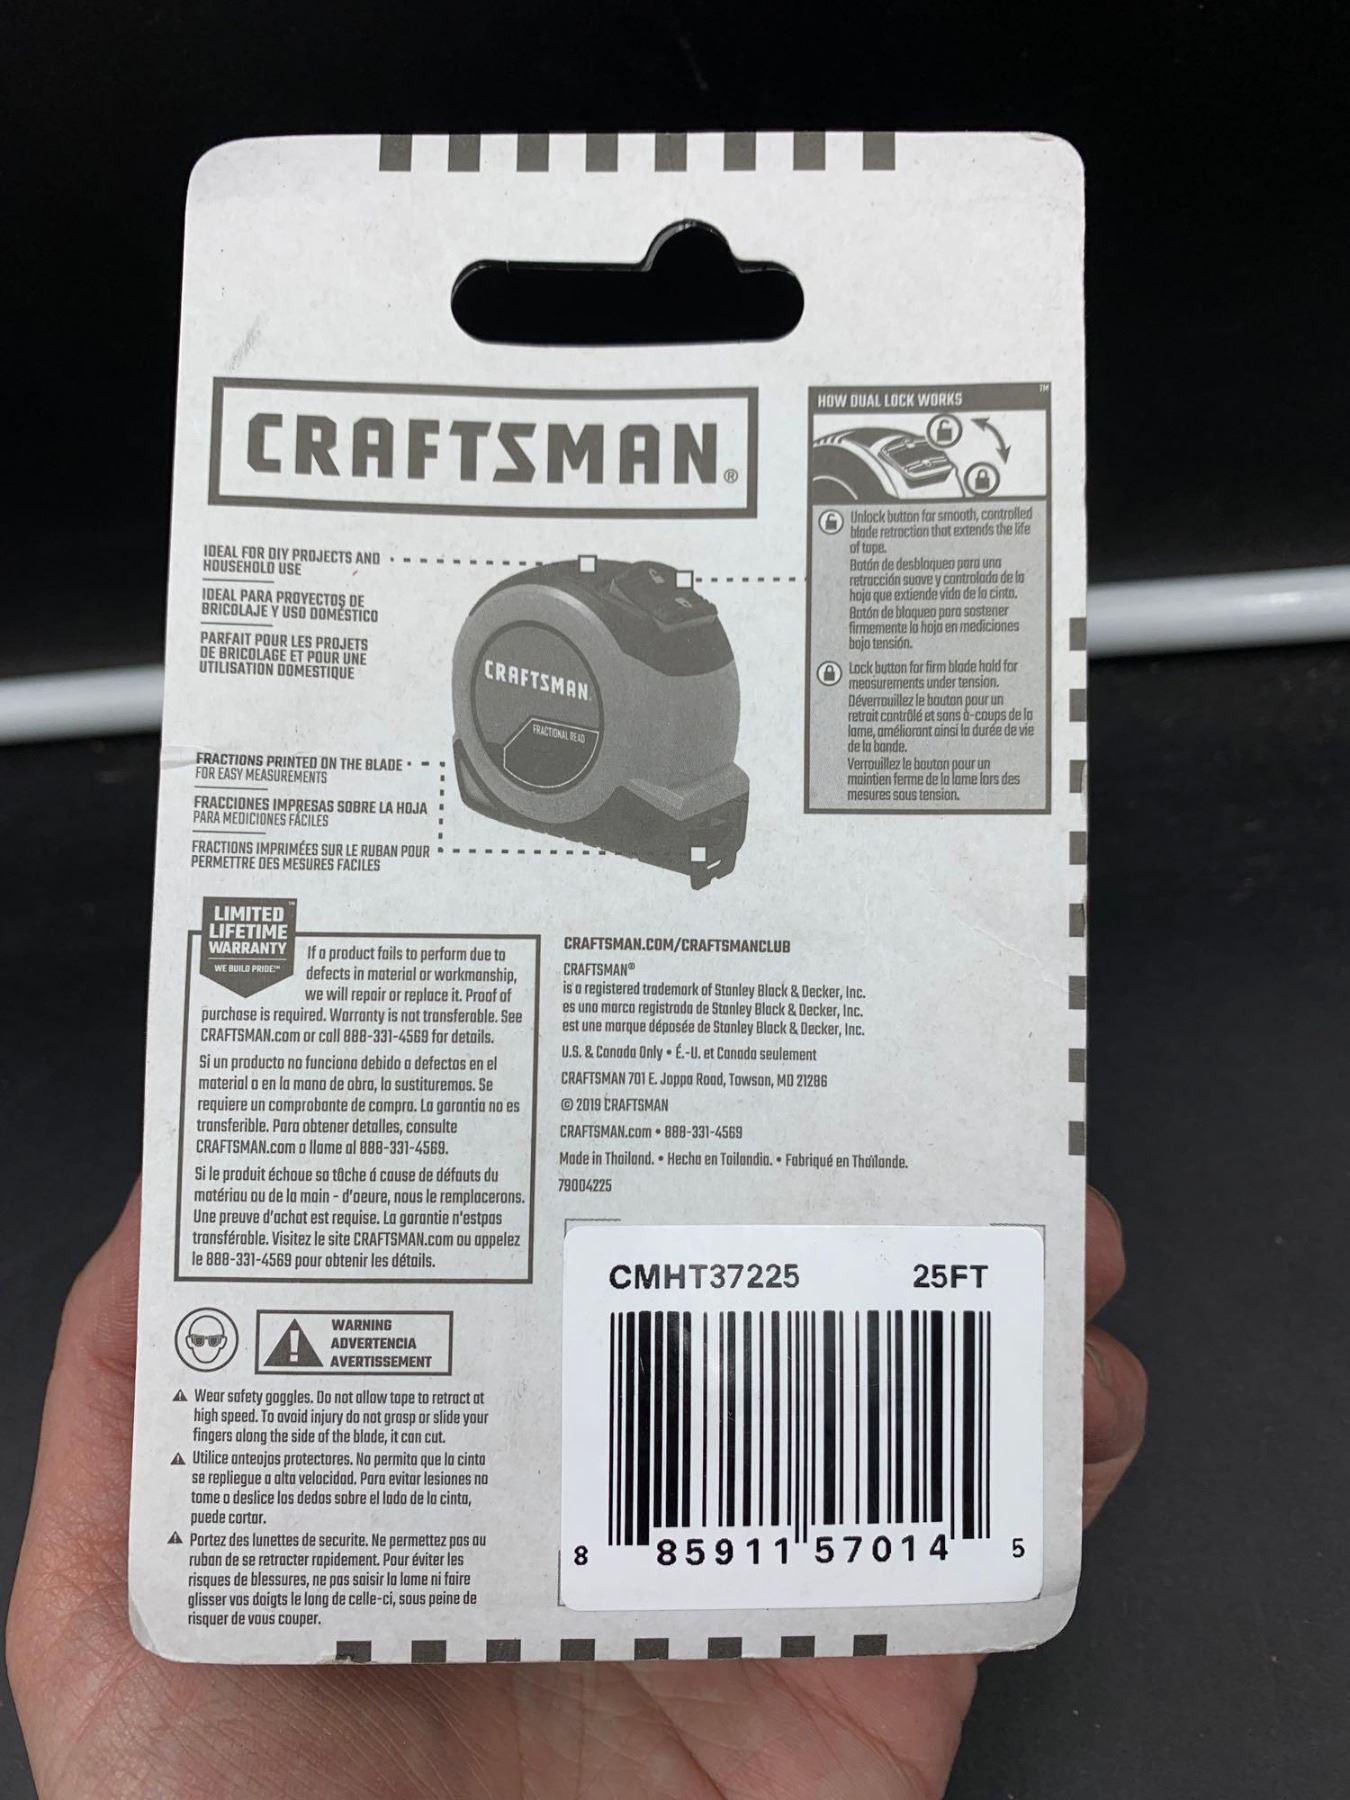 CRAFTSMAN®
HOW DUAL LOCK WORKS™
Unlock button for smooth, controlled
blade retraction that extends the life
of tape.
Botón de desbloqueo para una
retracción suave y controlada de la
hoja que extiende vida de la cinta.
Botón de bloqueo para sostener
firmemente la hoja en mediciones
bajo tensión.
Lock button for firm blade hold for
measurements under tension.
Déverrouillez le bouton pour un
retrait contrôlé et sans à-coups de la
lame, améliorant ainsi la durée de vie
de la bande.
Verrouillez le bouton pour un
maintien ferme de la lame lors des
mesures sous tension.
IDEAL FOR DIY PROJECTS AND
HOUSEHOLD USE
IDEAL PARA PROYECTOS DE
BRICOLAJE Y USO DOMÉSTICO
PARFAIT POUR LES PROJETS
DE BRICOLAGE ET POUR UNE
UTILISATION DOMESTIQUE
CRAFTSMAN
FRACTIONAL READ
FRACTIONS PRINTED ON THE BLADE
FOR EASY MEASUREMENTS
FRACCIONES IMPRESAS SOBRE LA HOJA
PARA MEDICIONES FÁCILES
FRACTIONS IMPRIMÉES SUR LE RUBAN POUR
PERMETTRE DES MESURES FACILES
LIMITED™
LIFETIME
WARRANTY
WE BUILD PRIDE℠
If a product fails to perform due to
defects in material or workmanship,
we will repair or replace it. Proof of
purchase is required. Warranty is not transferable. See
CRAFTSMAN.com or call 888-331-4569 for details.
Si un producto no funciona debido a defectos en el
material o en la mano de obra, lo sustituremos. Se
requiere un comprobante de compra. La garantia no es
transferible. Para obtener detalles, consulte
CRAFTSMAN.com o llame al 888-331-4569.
Si le produit échoue sa tâche á cause de défauts du
matériau ou de la main - d'oeure, nous le remplacerons.
Une preuve d'achat est requise. La garantie n'estpas
transférable. Visitez le site CRAFTSMAN.com ou appelez
le 888-331-4569 pour obtenir les détails.
CRAFTSMAN.COM/CRAFTSMANCLUB
CRAFTSMAN®
is a registered trademark of Stanley Black & Decker, Inc.
es una marca registrada de Stanley Black & Decker, Inc.
est une marque déposée de Stanley Black & Decker, Inc.
U.S. & Canada Only • É.-U. et Canada seulement
CRAFTSMAN 701 E. Joppa Road, Towson, MD 21286
© 2019 CRAFTSMAN
CRAFTSMAN.com • 888-331-4569
Made in Thailand. • Hecho en Tailandia. • Fabriqué en Thaïlande.
79004225
WARNING
ADVERTENCIA
AVERTISSEMENT
Wear safety goggles. Do not allow tape to retract at
high speed. To avoid injury do not grasp or slide your
fingers along the side of the blade, it can cut.
Utilice anteojos protectores. No permita que la cinta
se repliegue a alta velocidad. Para evitar lesiones no
tome o deslice los dedos sobre el lado de la cinta,
puede cortar.
Portez des lunettes de securite. Ne permettez pas au
ruban de se retracter rapidement. Pour éviter les
risques de blessures, ne pas saisir la lame ni faire
glisser vos doigts le long de celle-ci, sous peine de
risquer de vous couper.
CMHT37225 25FT
8 85911 57014 5